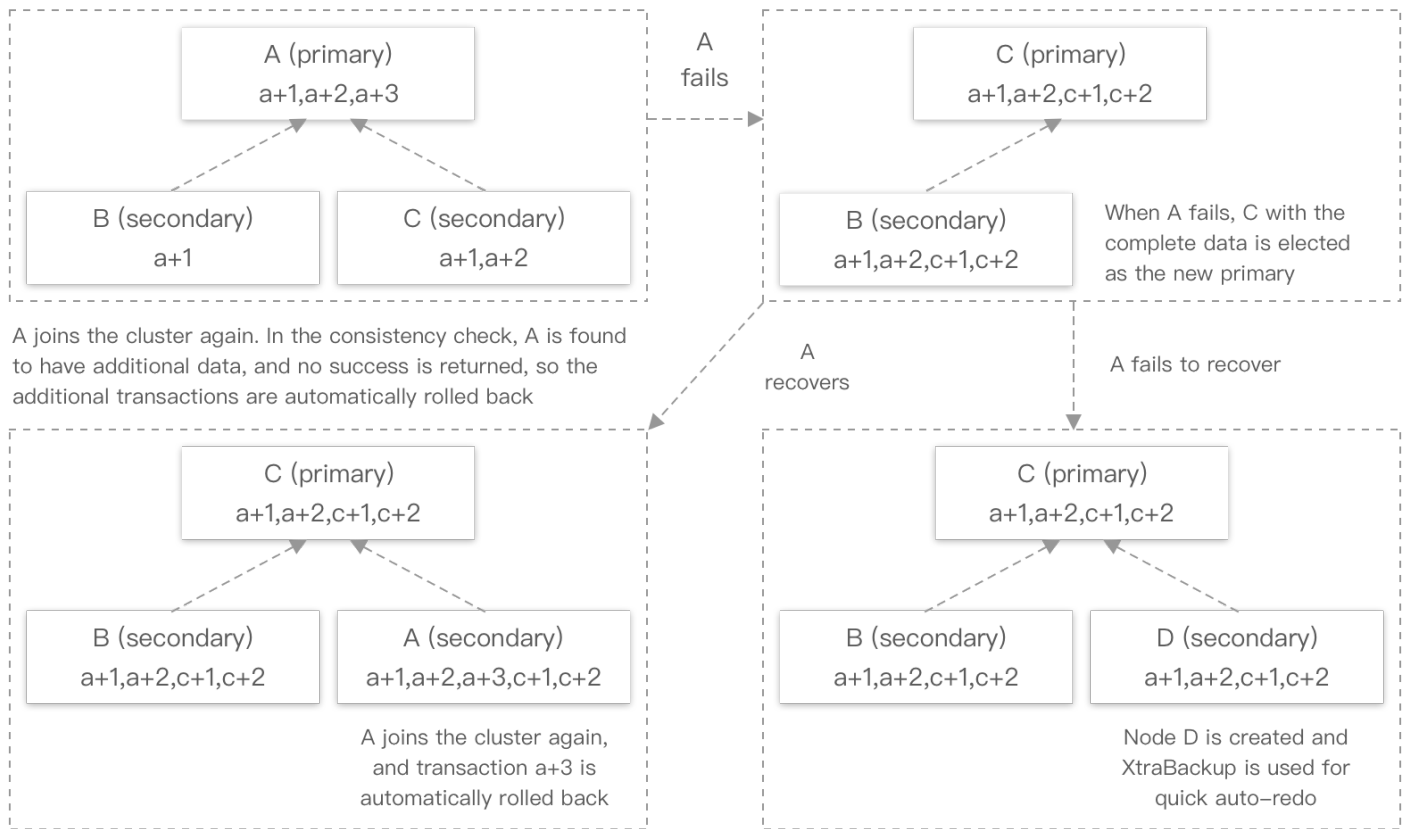 A (primary)
a+1,a+2,a+3
B (secondary)
a+1
C (secondary)
a+1,a+2
A
fails
C (primary)
a+1,a+2,c+1,c+2
B (secondary)
a+1,a+2,c+1,c+2
When A fails, C with the
complete data is elected
as the new primary
A joins the cluster again. In the consistency check, A is found
to have additional data, and no success is returned, so the
additional transactions are automatically rolled back
A
recovers
A fails to recover
C (primary)
a+1,a+2,c+1,c+2
B (secondary)
a+1,a+2,c+1,c+2
A (secondary)
a+1,a+2,a+3,c+1,c+2
A joins the cluster again,
and transaction a+3 is
automatically rolled back
C (primary)
a+1,a+2,c+1,c+2
B (secondary)
a+1,a+2,c+1,c+2
D (secondary)
a+1,a+2,c+1,c+2
Node D is created and
XtraBackup is used for
quick auto-redo